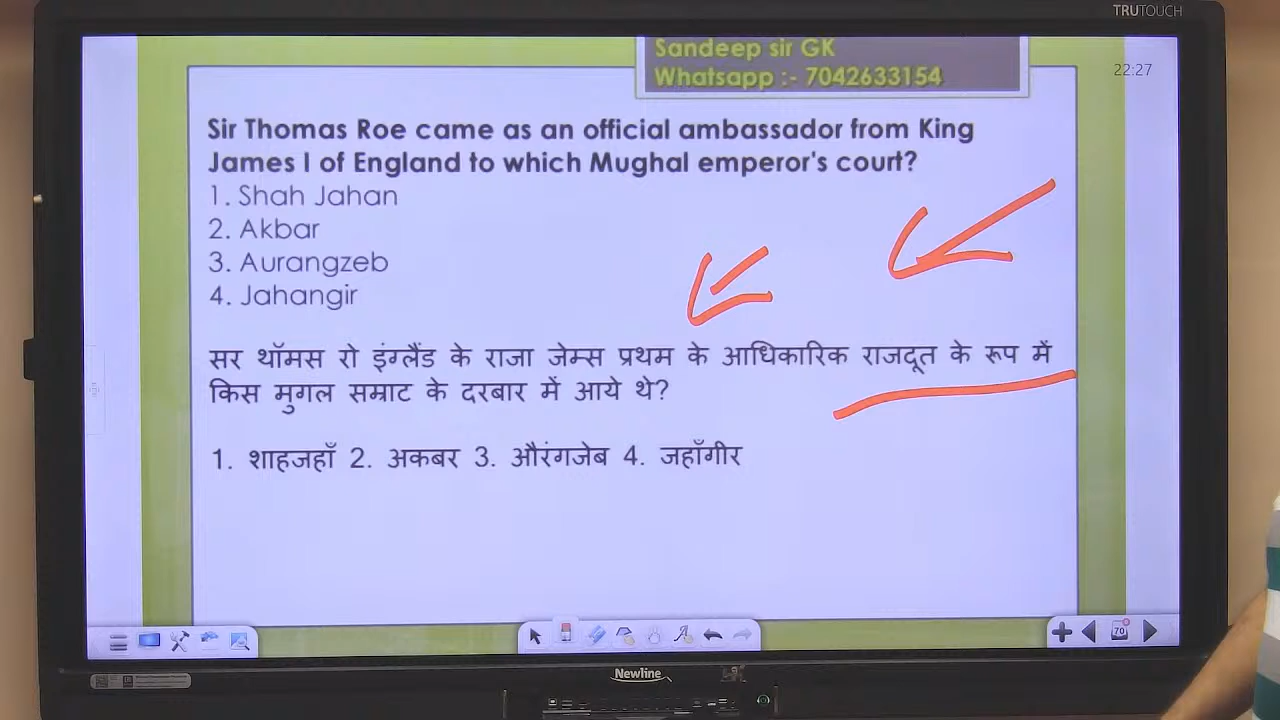 TRUTOUCH
Sandeep sir GK
Whatsapp :- 7042633154
22:27
Sir Thomas Roe came as an official ambassador from King
James I of England to which Mughal emperor's court?
1. Shah Jahan
2. Akbar
3. Aurangzeb
4. Jahangir
सर थॉमस रो इंग्लैंड के राजा जेम्स प्रथम के आधिकारिक राजदूत के रूप में
किस मुगल सम्राट के दरबार में आये थे?
1. शाहजहाँ 2. अकबर 3. औरंगजेब 4. जहाँगीर
70
Newline